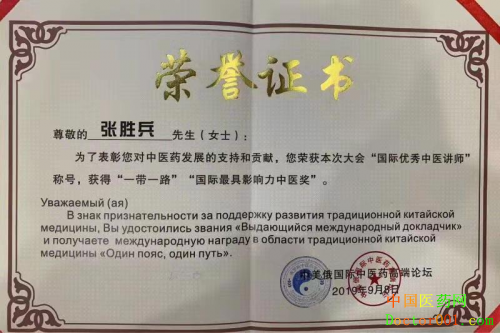 荣誉证书
尊敬的 张胜兵 先生（女士）：
为了表彰您对中医药发展的支持和贡献，您荣获本次大会“国际优秀中医讲师”
称号，获得“一带一路”“国际最具影响力中医奖”。
Уважаемый (ая)
В знак признательности за поддержку развития традиционной китайской
медицины, Вы удостоились звания «Выдающийся международный докладчик»
и получаете международную награду в области традиционной китайской
медицины «Один пояс, один путь».
中美俄国际中医药高端论坛
2019年9月8日
中国医药网